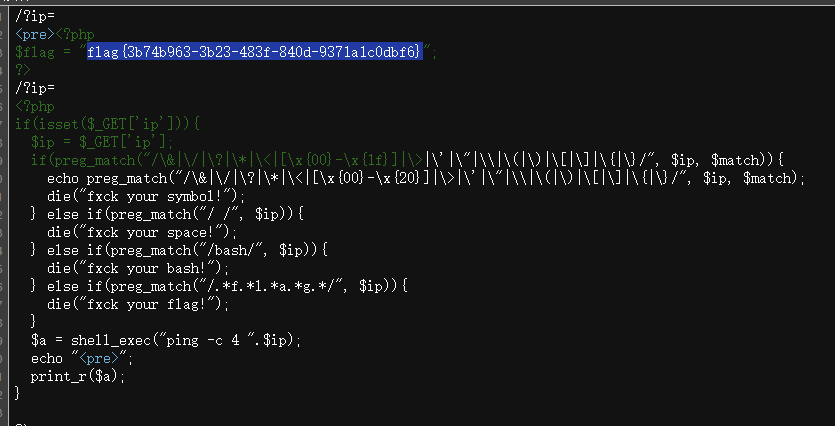 /?ip=
<pre><?php
$flag = "flag{3b74b963-3b23-483f-840d-9371a1c0dbf6}";
?>
/?ip=
<?php
if(isset($_GET['ip'])){
  $ip = $_GET['ip'];
  if(preg_match("/\&|\/|\?|\*|\<|[\x{00}-\x{1f}]|\>|\'|\"|\\|\(|\)|\[|\]|\{|\}/", $ip, $match)){
    echo preg_match("/\&|\/|\?|\*|\<|[\x{00}-\x{20}]|\>|\'|\"|\\|\(|\)|\[|\]|\{|\}/", $ip, $match);
    die("fxck your symbol!");
  } else if(preg_match("/ /", $ip)){
    die("fxck your space!");
  } else if(preg_match("/bash/", $ip)){
    die("fxck your bash!");
  } else if(preg_match("/.*f.*l.*a.*g.*/", $ip)){
    die("fxck your flag!");
  }
  $a = shell_exec("ping -c 4 ".$ip);
  echo "<pre>";
  print_r($a);
}